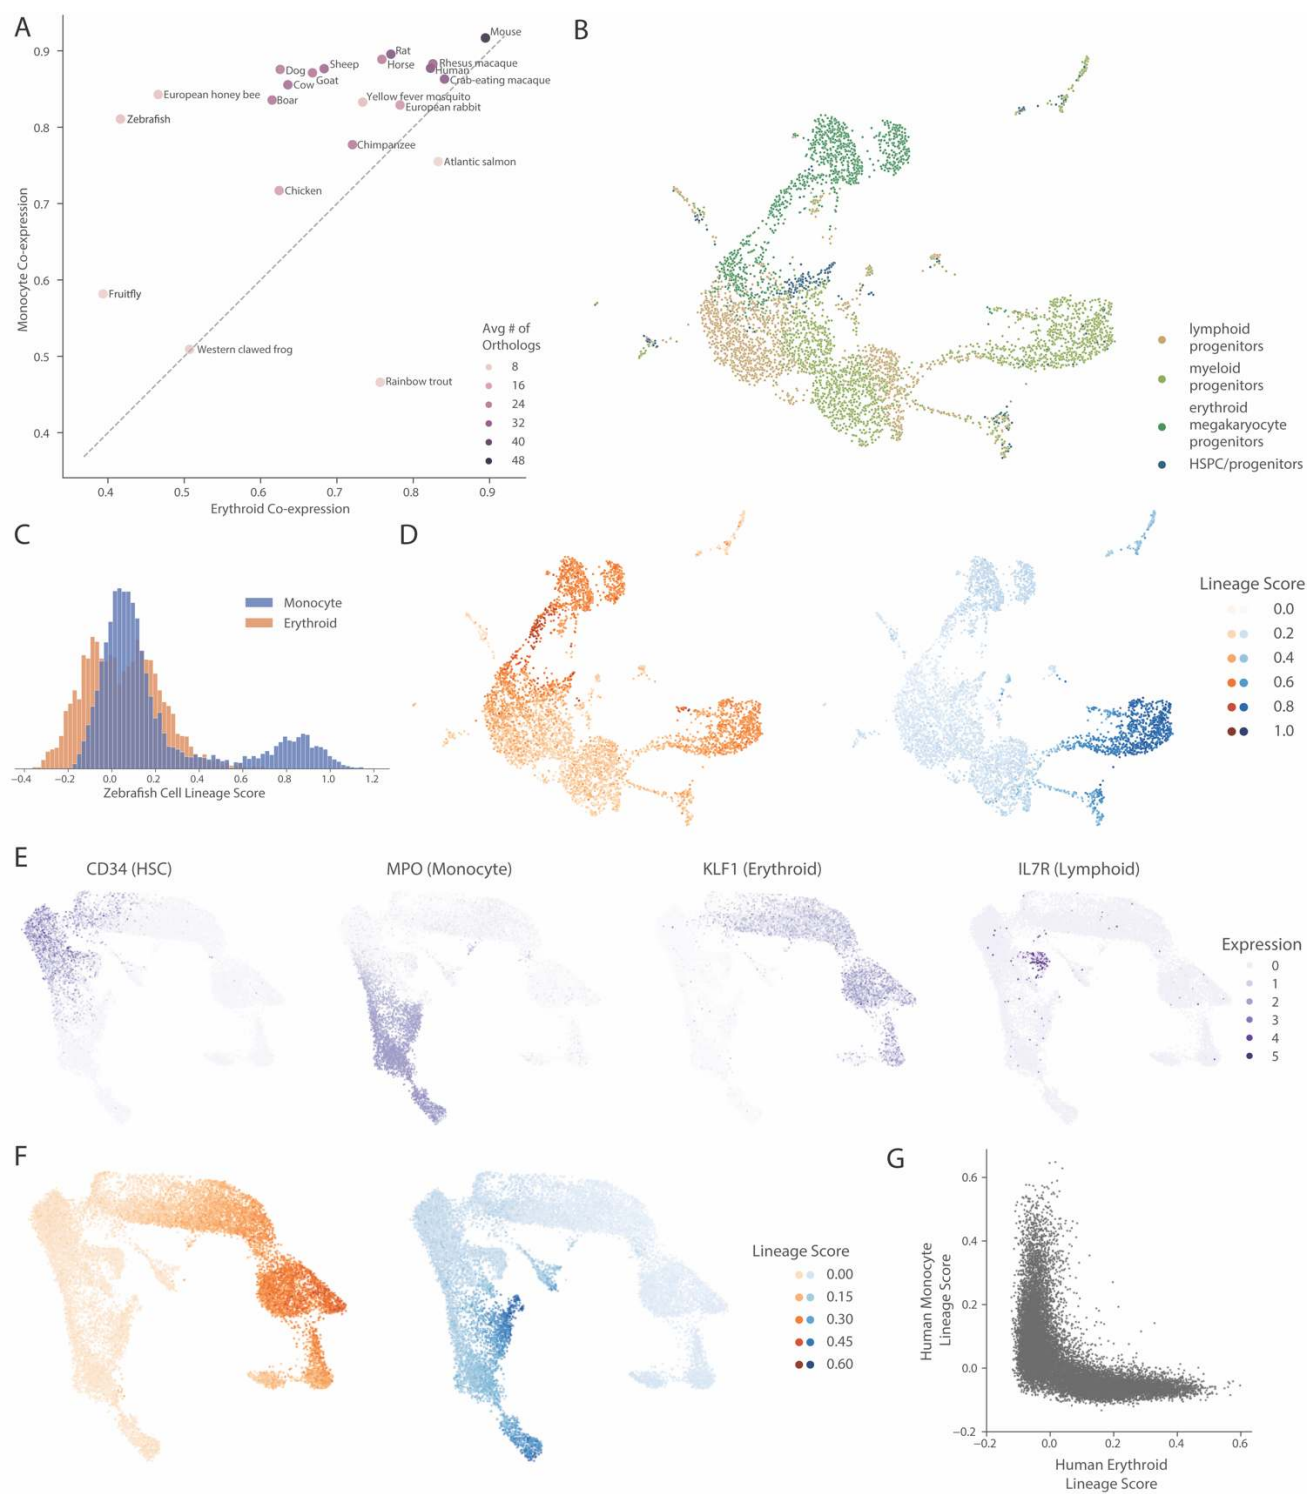 A
Monocyte Co-expression
0.9
0.8
0.7
0.6
0.5
0.4
Mouse
Rat
Horse
Rhesus macaque
Human
Crab-eating macaque
Dog
Sheep
Goat
Cow
Boar
European honey bee
Yellow fever mosquito
European rabbit
Zebrafish
Chimpanzee
Atlantic salmon
Chicken
Fruitfly
Western clawed frog
Rainbow trout
Avg # of
Orthologs
8
16
24
32
40
48
0.4
0.5
0.6
0.7
0.8
0.9
Erythroid Co-expression
B
lymphoid
progenitors
myeloid
progenitors
erythroid
megakaryocyte
progenitors
HSPC/progenitors
C
Monocyte
Erythroid
−0.4
−0.2
0.0
0.2
0.4
0.6
0.8
1.0
1.2
Zebrafish Cell Lineage Score
D
Lineage Score
0.0
0.2
0.4
0.6
0.8
1.0
E
CD34 (HSC)
MPO (Monocyte)
KLF1 (Erythroid)
IL7R (Lymphoid)
Expression
0
1
2
3
4
5
F
Lineage Score
0.00
0.15
0.30
0.45
0.60
G
Human Monocyte
Lineage Score
0.6
0.4
0.2
0.0
−0.2
−0.2
0.0
0.2
0.4
0.6
Human Erythroid
Lineage Score